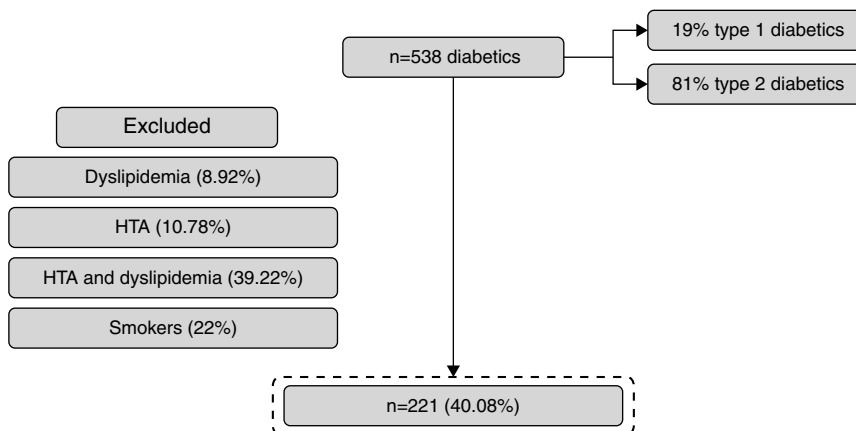 n=538 diabetics
19% type 1 diabetics
81% type 2 diabetics
Excluded
Dyslipidemia (8.92%)
HTA (10.78%)
HTA and dyslipidemia (39.22%)
Smokers (22%)
n=221 (40.08%)